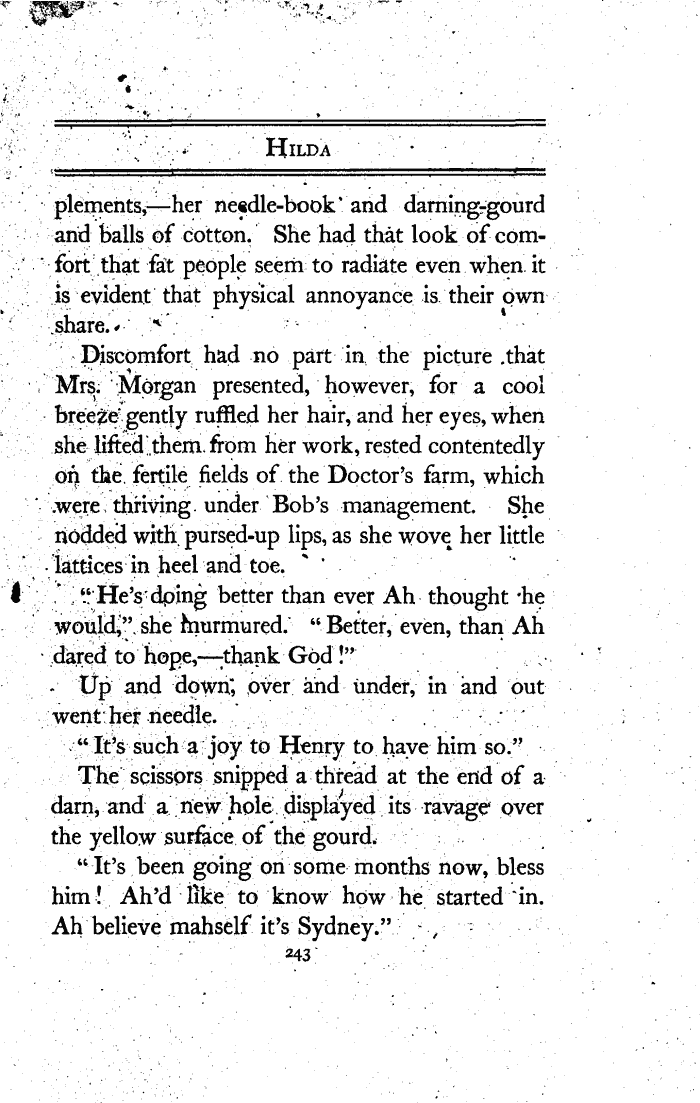 HILDA
plements,—her needle-book and darning-gourd
and balls of cotton. She had that look of com-
fort that fat people seem to radiate even when it
is evident that physical annoyance is their own
share.
Discomfort had no part in the picture that
Mrs. Morgan presented, however, for a cool
breeze gently ruffled her hair, and her eyes, when
she lifted them from her work, rested contentedly
on the fertile fields of the Doctor's farm, which
were thriving under Bob's management. She
nodded with pursed-up lips, as she wove her little
lattices in heel and toe.
"He's doing better than ever Ah thought he
would," she murmured. "Better, even, than Ah
dared to hope,—thank God!"
Up and down, over and under, in and out
went her needle.
"It's such a joy to Henry to have him so."
The scissors snipped a thread at the end of a
darn, and a new hole displayed its ravage over
the yellow surface of the gourd.
"It's been going on some months now, bless
him! Ah'd like to know how he started in.
Ah believe mahself it's Sydney."
243